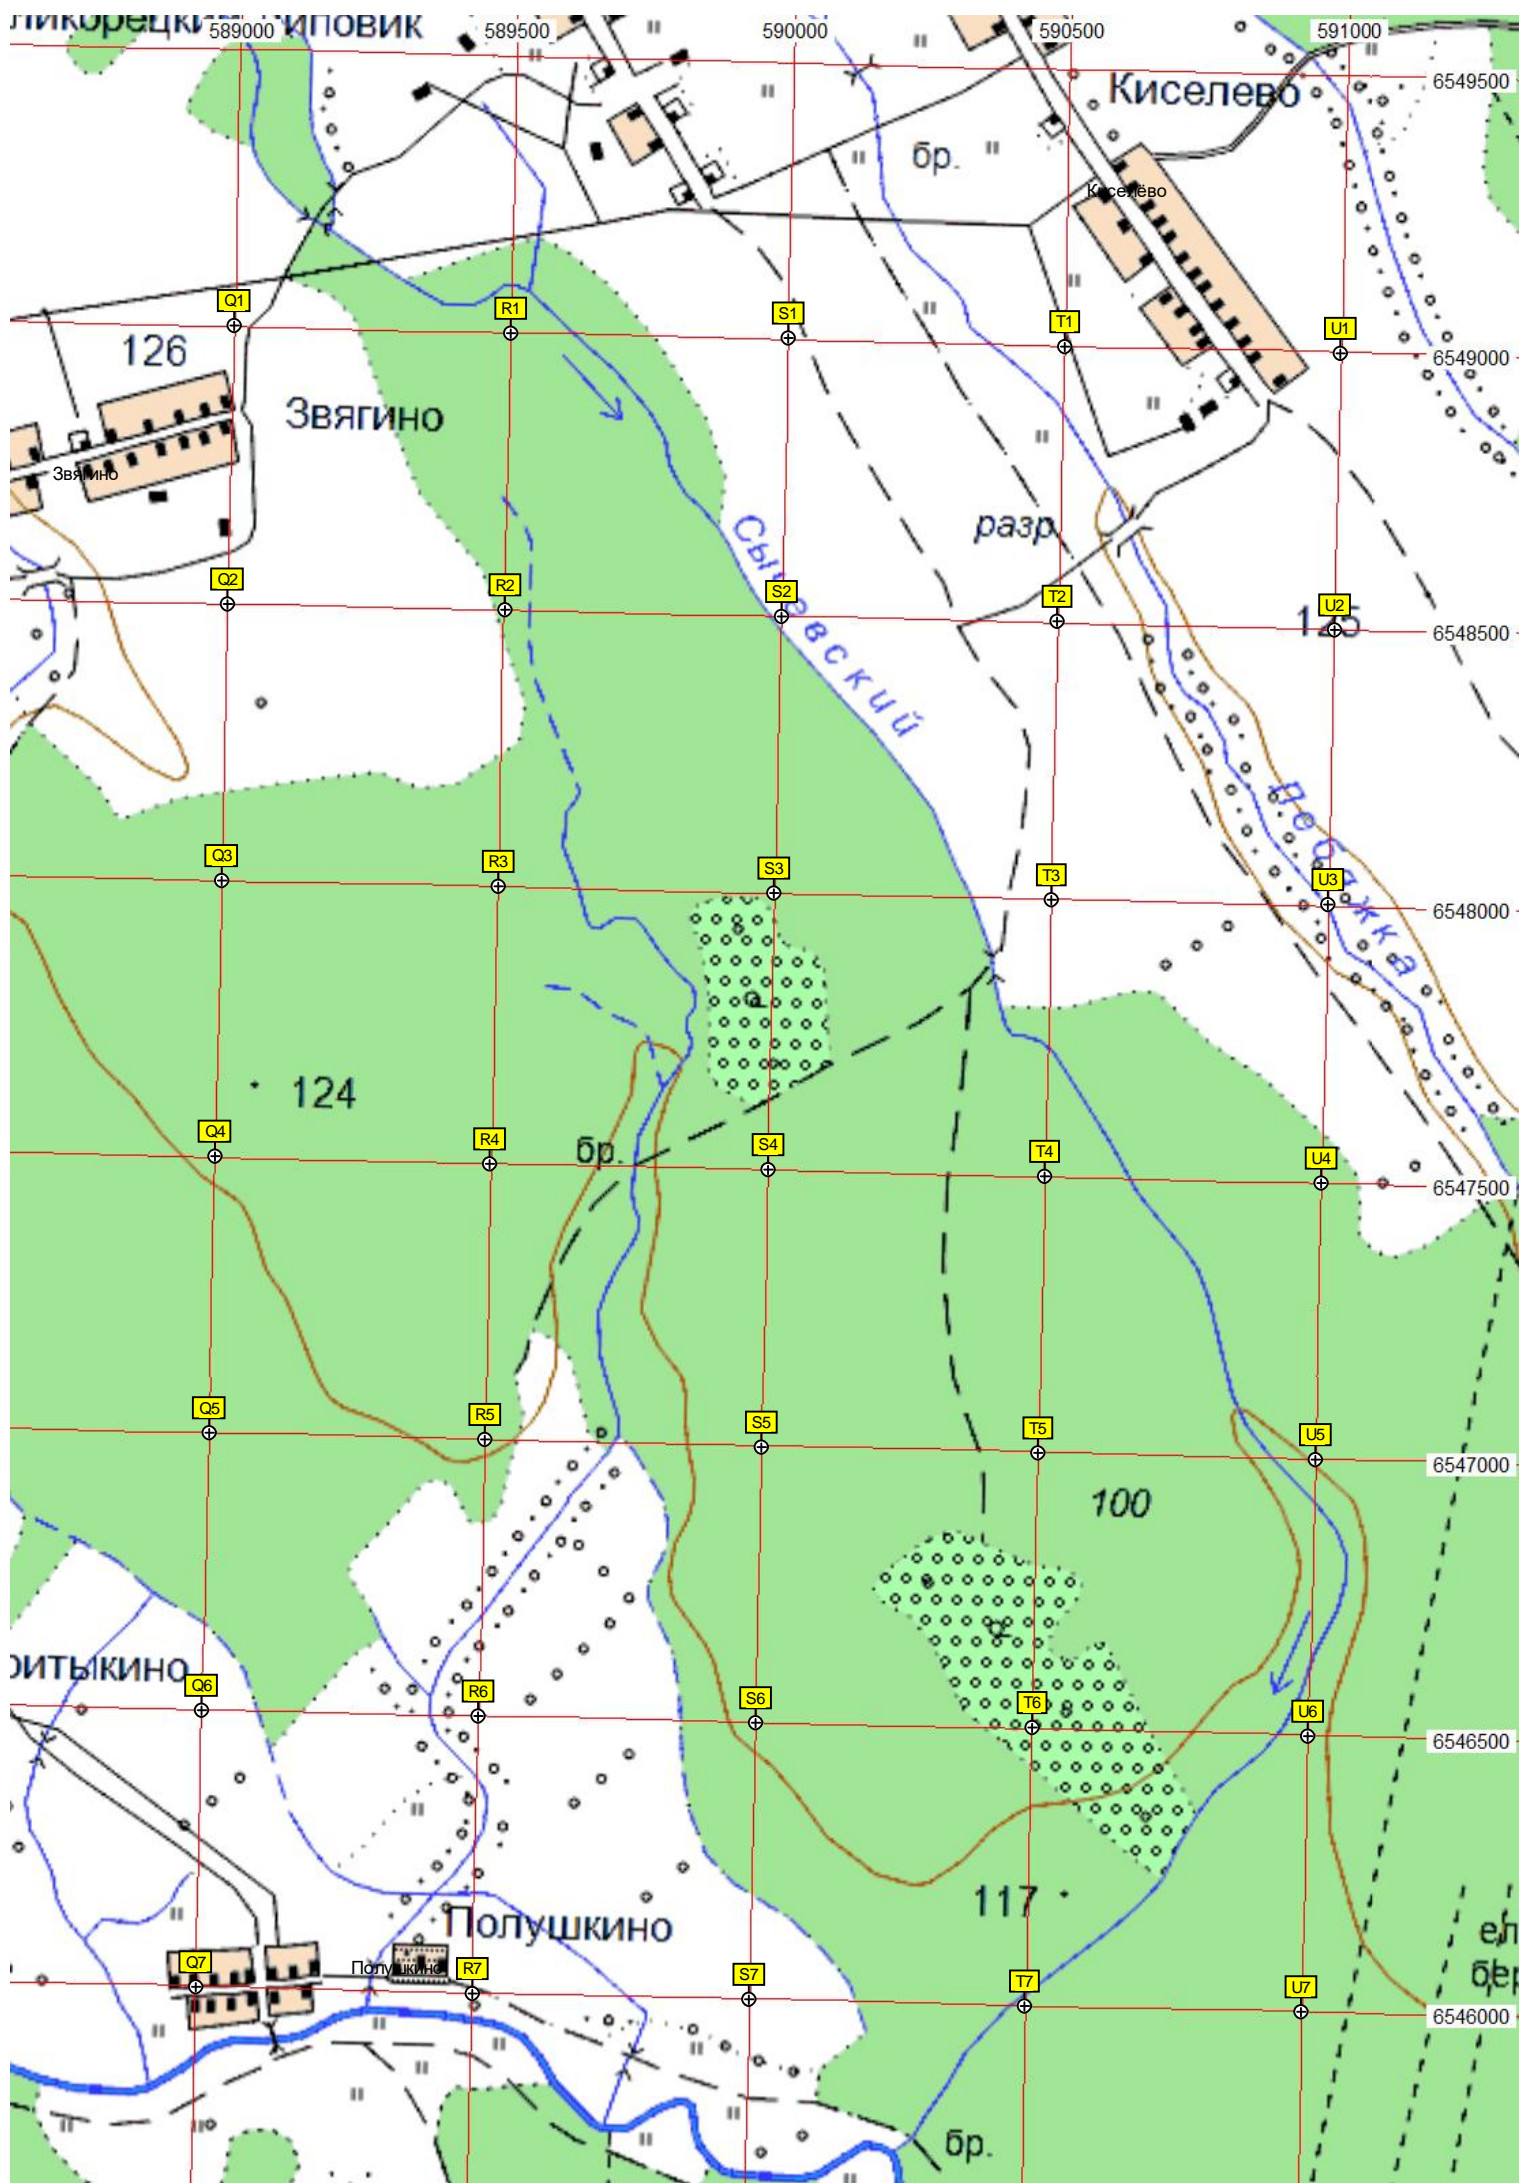 589000 589500 590000 590500 591000
6549500
Киселево
бр.
Киселёво
Q1 R1 S1 T1 U1
6549000
126
Звягино
Звягино
разр.
Сычевский
Q2 R2 S2 T2 U2
125
6548500
Лебяжка
Q3 R3 S3 T3 U3
6548000
124
бр.
Q4 R4 S4 T4 U4
6547500
Q5 R5 S5 T5 U5
6547000
100
Q6 R6 S6 T6 U6
6546500
117
Полушкино
Полушкино
Q7 R7 S7 T7 U7
6546000
бр.